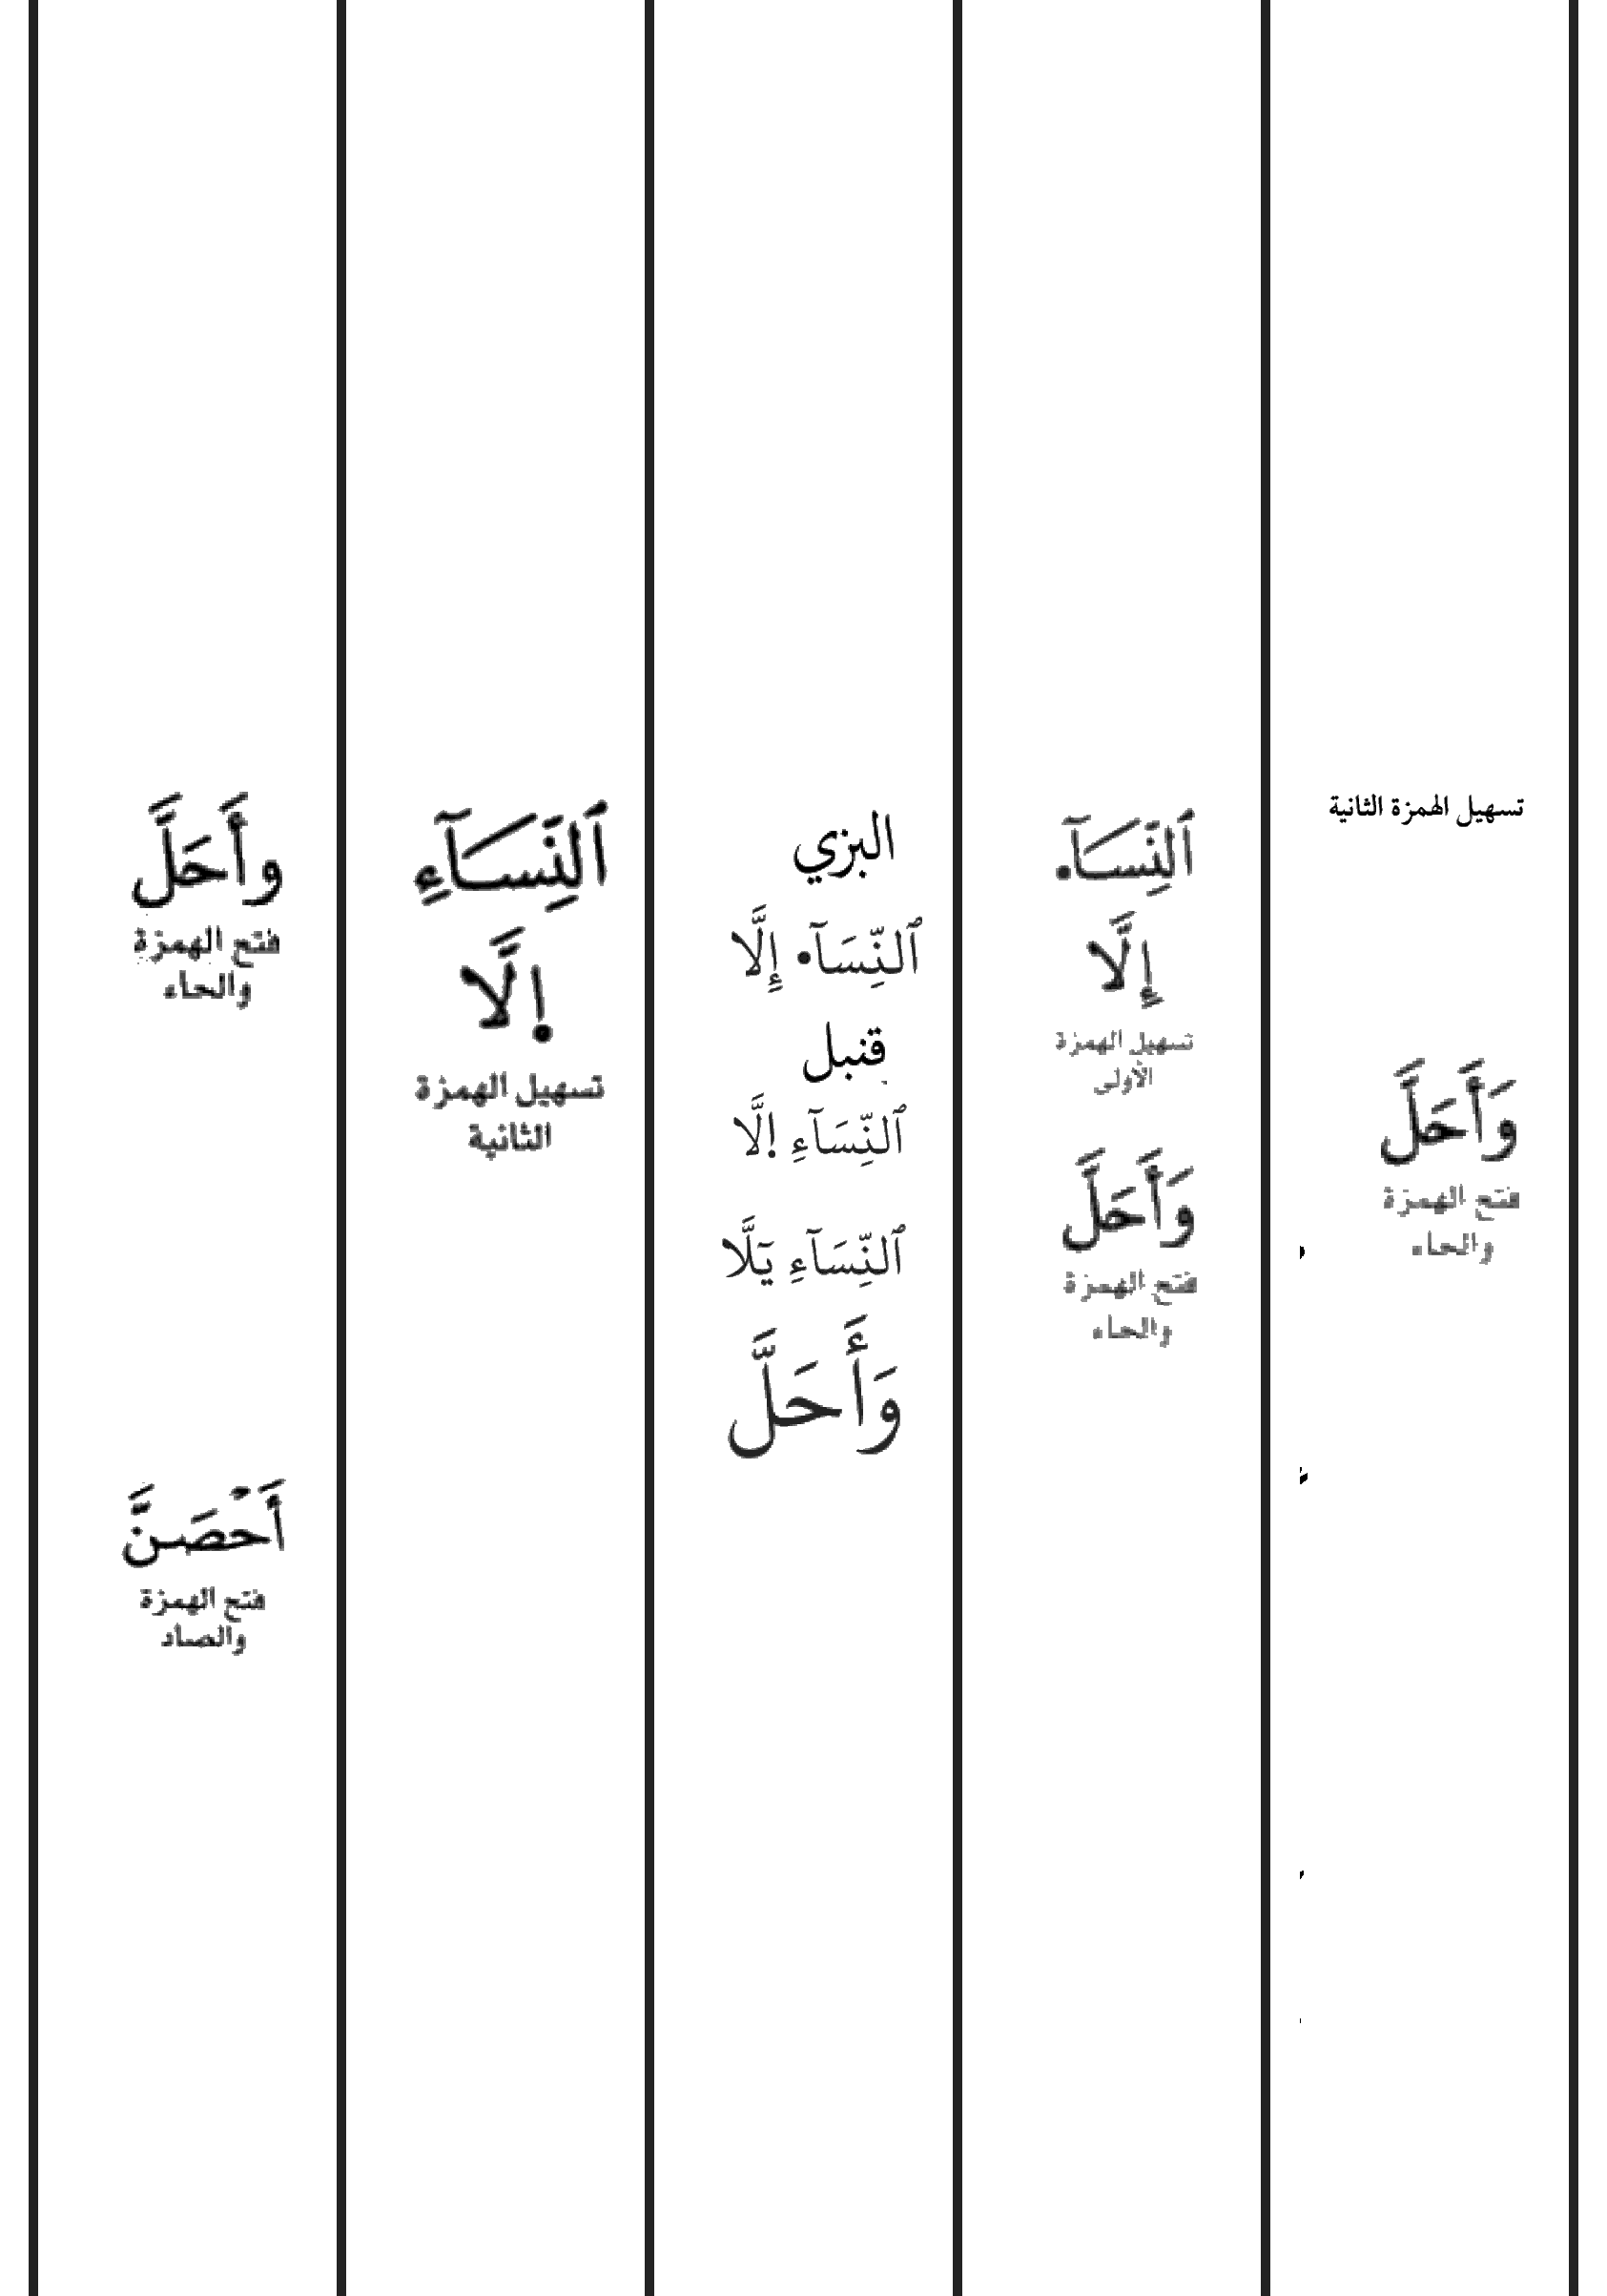 تسهيل الهمزة الثانية
وَأَحَلَّ
فتح الهمزة
والحاء
ٱلنِّسَآ•
إِلَّا
تسهيل الهمزة
الأولى
وَأَحَلَّ
فتح الهمزة
والحاء
البزي
ٱلنِّسَآ• إِلَّا
قنبل
ٱلنِّسَآءِ ا۪لَّا
ٱلنِّسَآءِ يٓلَّا
وَأَحَلَّ
ٱلنِّسَآءِ
ا۪لَّا
تسهيل الهمزة
الثانية
وأَحَلَّ
فتح الهمزة
والحاء
أَحْصَنَّ
فتح الهمزة
والصاد